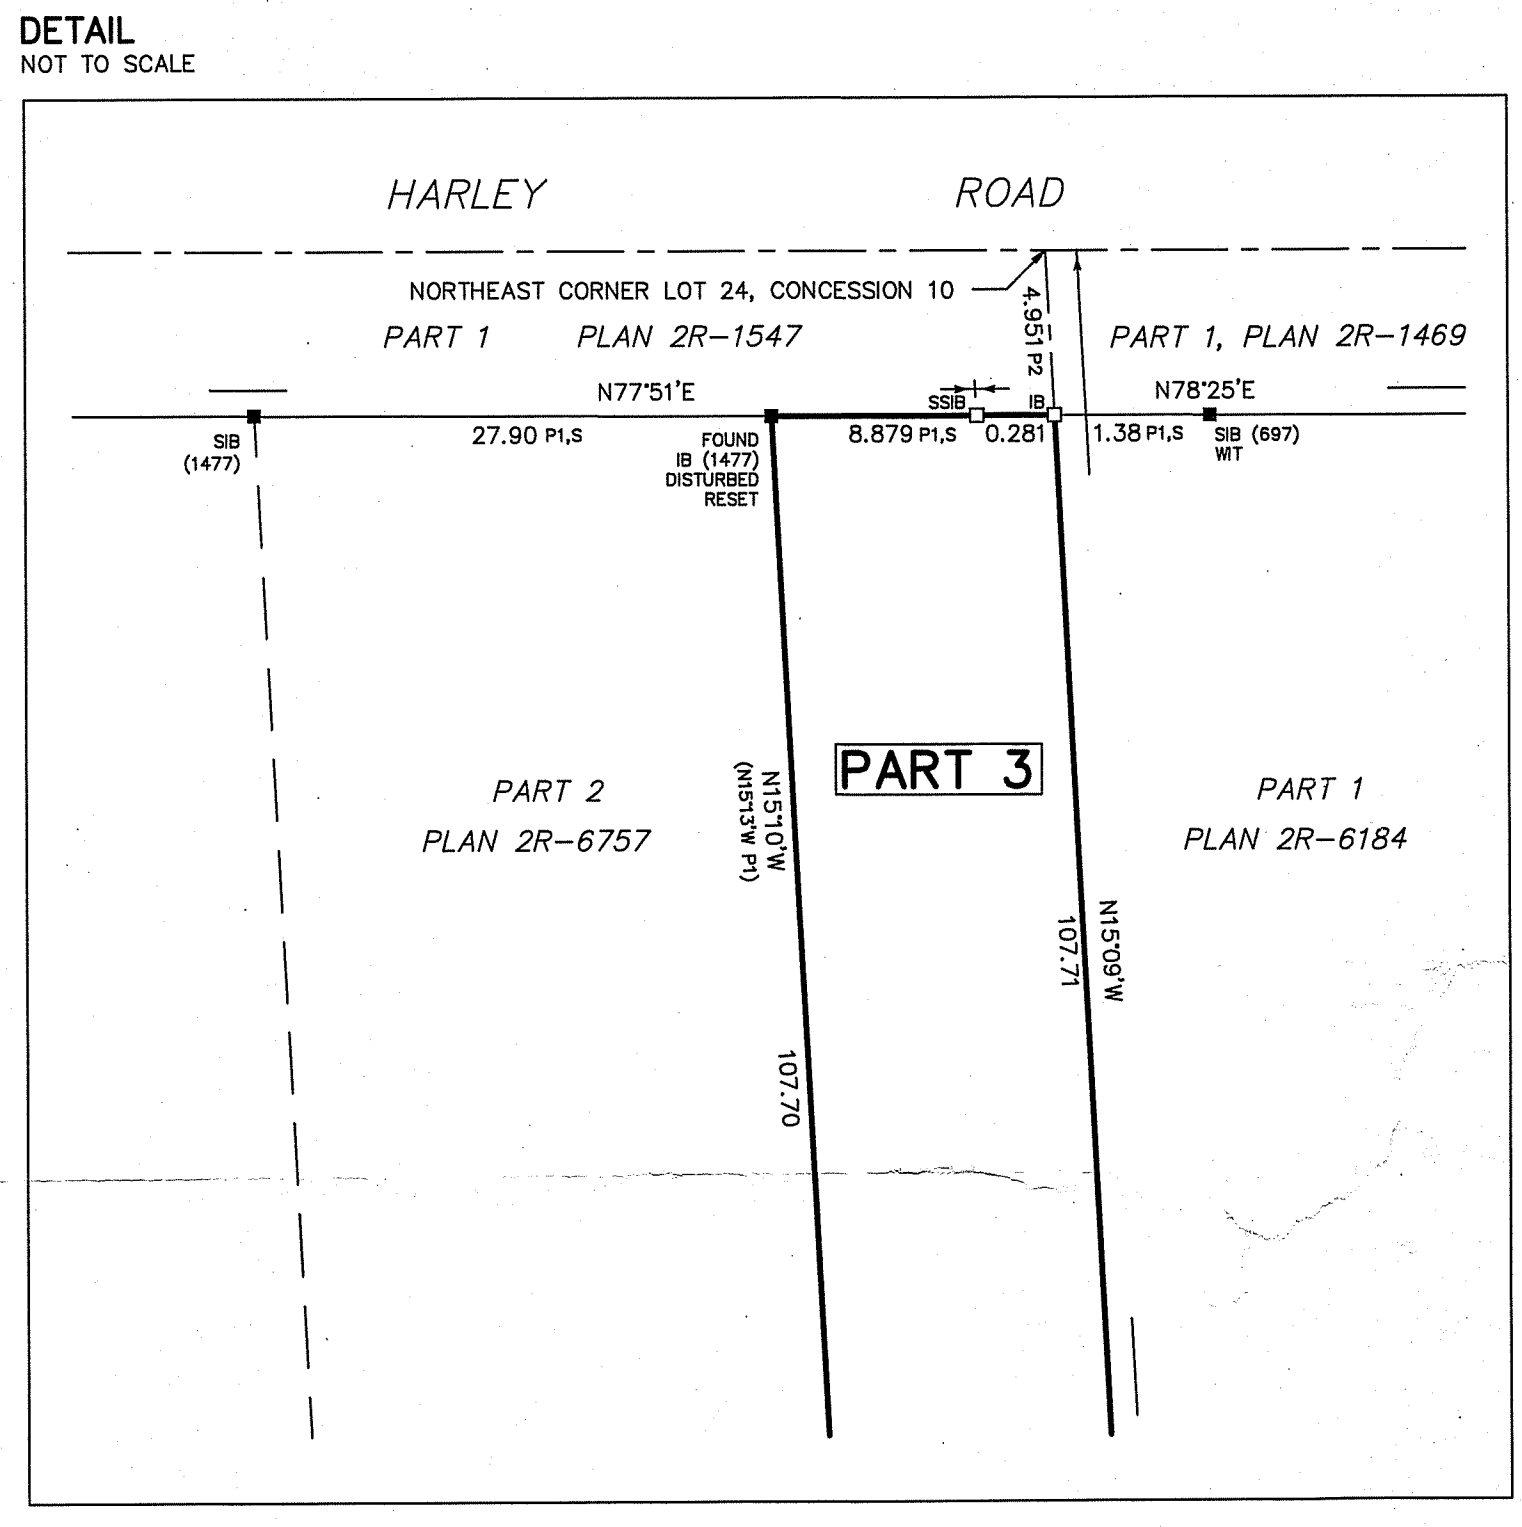 DETAIL
NOT TO SCALE
HARLEY ROAD
NORTHEAST CORNER LOT 24, CONCESSION 10
4.951 P2
PART 1 PLAN 2R-1547
PART 1, PLAN 2R-1469
N77°51'E
N78°25'E
SSIB
IB
SIB
(1477)
27.90 P1,S
FOUND
IB (1477)
DISTURBED
RESET
8.879 P1,S
0.281
1.38 P1,S
SIB (697)
WIT
PART 3
PART 2
PLAN 2R-6757
N15°10'W
(N15°13'W P1)
PART 1
PLAN 2R-6184
N15°09'W
107.71
107.70